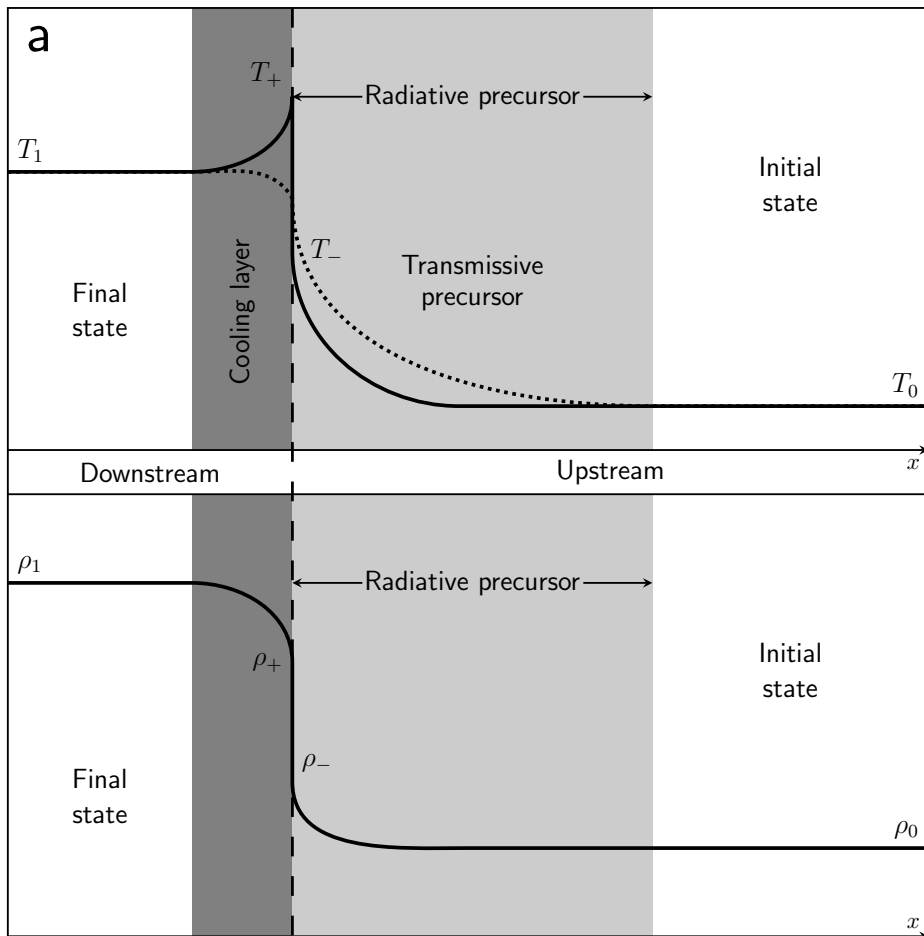 a
T₊
Radiative precursor
T₁
Initial
state
T₋
Transmissive
precursor
Cooling layer
Final
state
T₀
x
Downstream
Upstream
ρ₁
Radiative precursor
ρ₊
Initial
state
ρ₋
Final
state
ρ₀
x